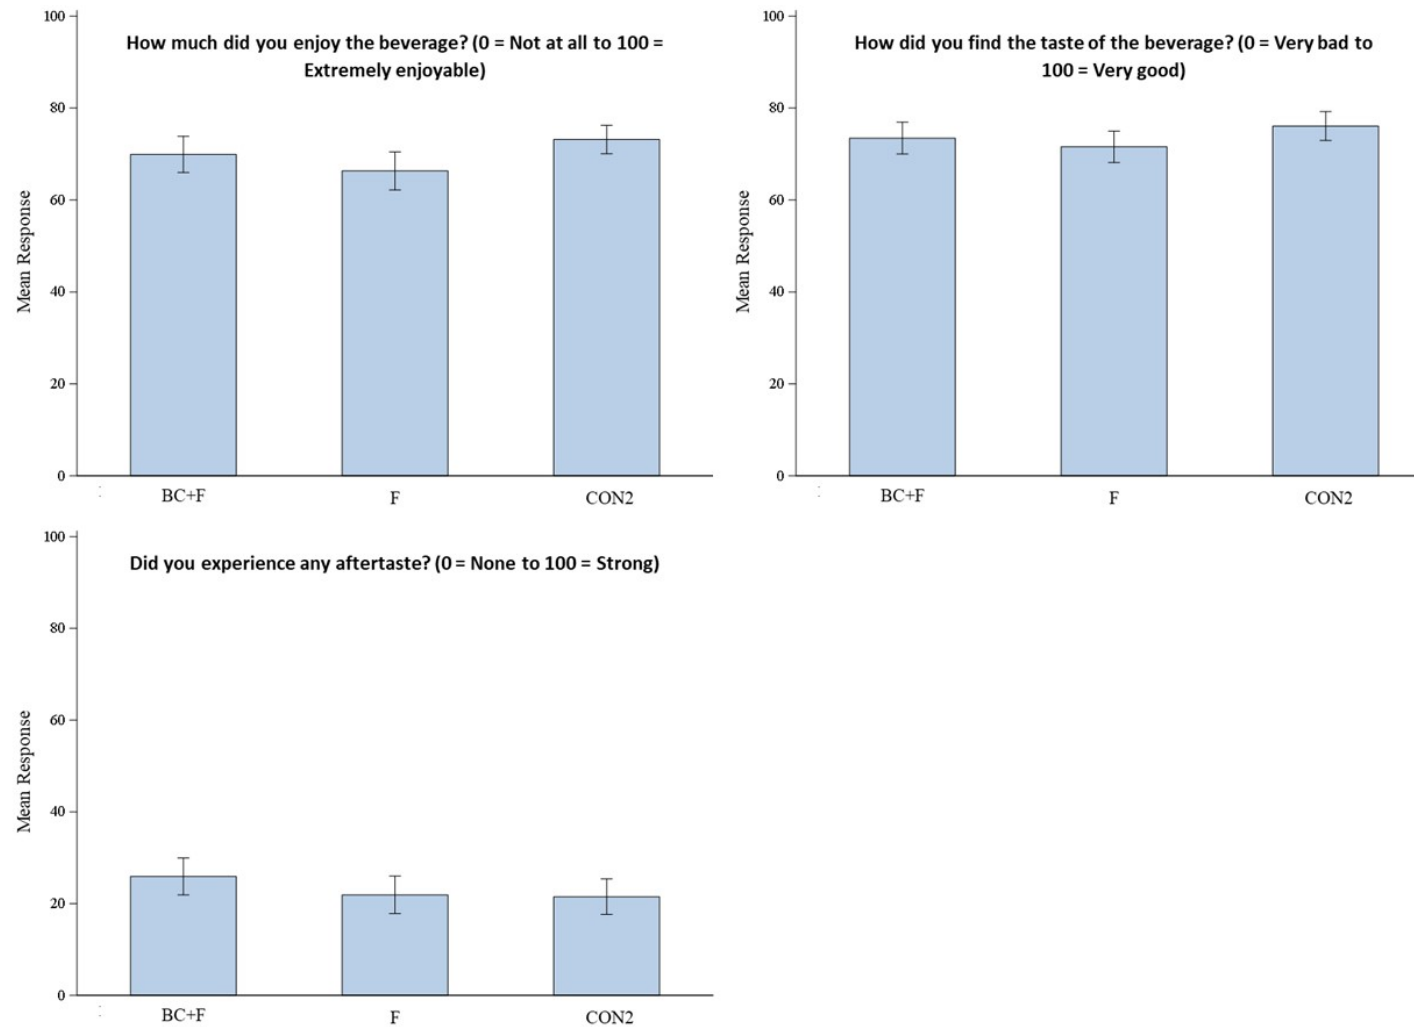 How much did you enjoy the beverage? (0 = Not at all to 100 =
Extremely enjoyable)
Mean Response
100
80
60
40
20
0
BC+F
F
CON2
How did you find the taste of the beverage? (0 = Very bad to
100 = Very good)
Mean Response
100
80
60
40
20
0
BC+F
F
CON2
Did you experience any aftertaste? (0 = None to 100 = Strong)
Mean Response
100
80
60
40
20
0
BC+F
F
CON2